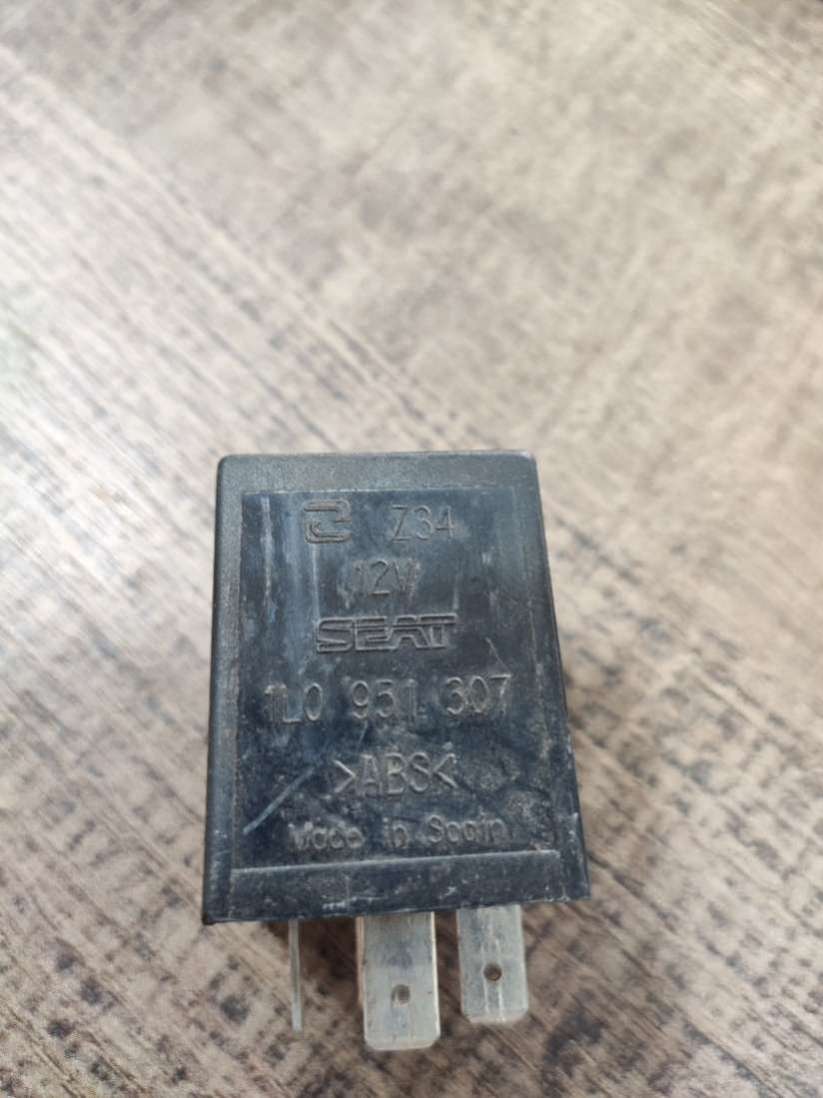 Z34
12V
SEAT
1L0 951 307
>ABS<
Made in Spain